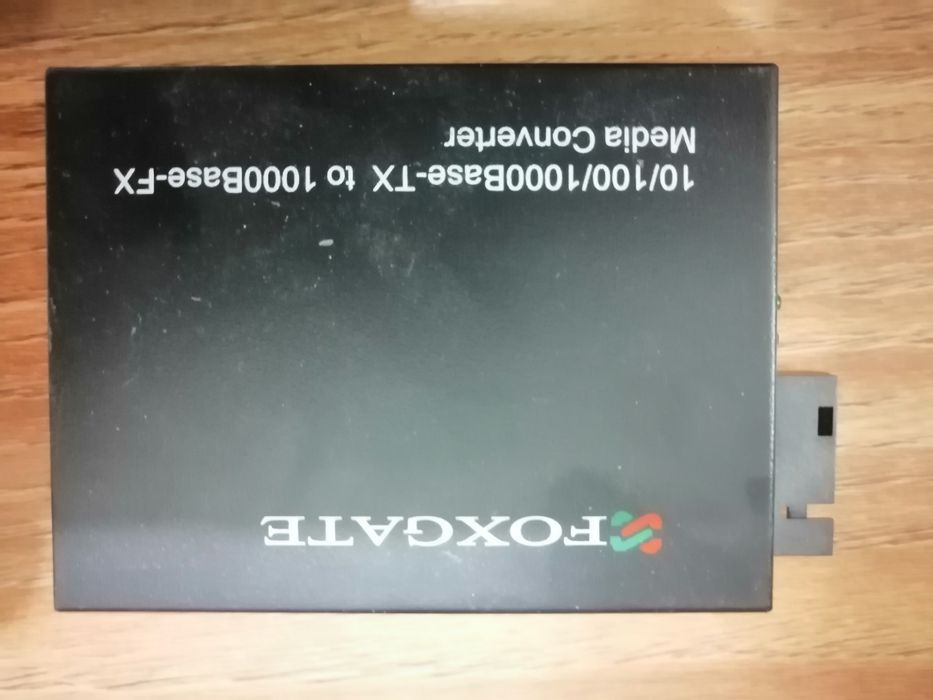 FOXGATE
10/100/1000Base-TX to 1000Base-FX
Media Converter